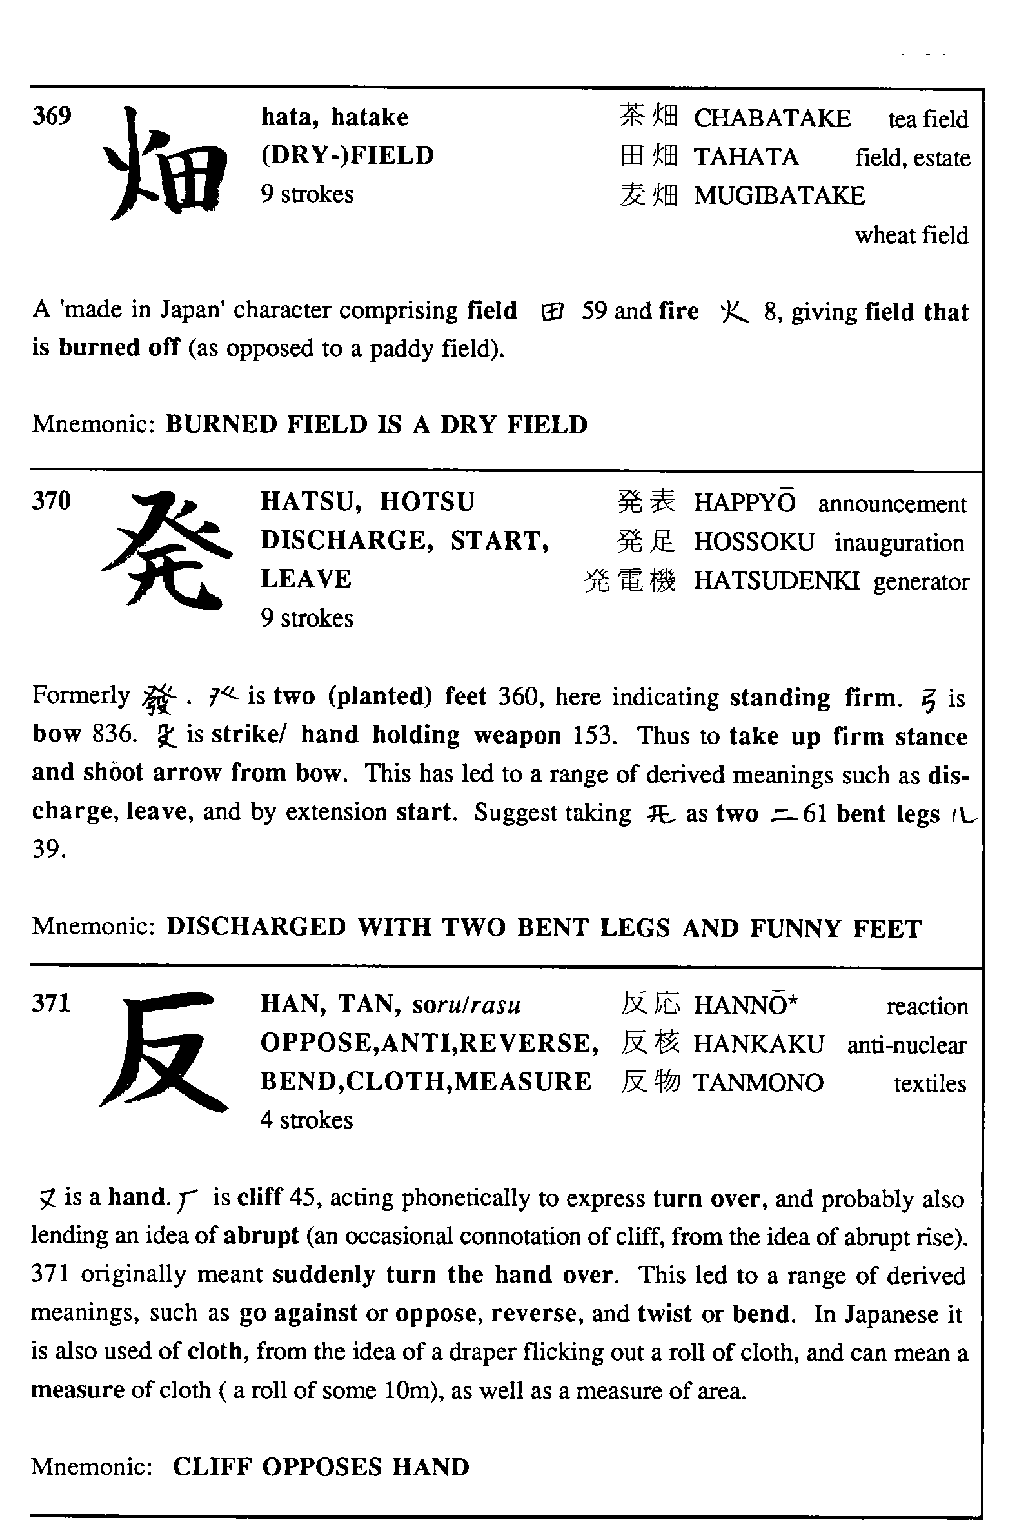 369 畑 hata, hatake 茶畑 CHABATAKE tea field
(DRY-)FIELD 田畑 TAHATA field, estate
9 strokes 麦畑 MUGIBATAKE
wheat field
A 'made in Japan' character comprising field 田 59 and fire 火 8, giving field that
is burned off (as opposed to a paddy field).
Mnemonic: BURNED FIELD IS A DRY FIELD
370 発 HATSU, HOTSU 発表 HAPPYŌ announcement
DISCHARGE, START, 発足 HOSSOKU inauguration
LEAVE 発電機 HATSUDENKI generator
9 strokes
Formerly 發. 癶 is two (planted) feet 360, here indicating standing firm. 弓 is
bow 836. 殳 is strike/ hand holding weapon 153. Thus to take up firm stance
and shoot arrow from bow. This has led to a range of derived meanings such as dis-
charge, leave, and by extension start. Suggest taking 开 as two 二 61 bent legs 儿
39.
Mnemonic: DISCHARGED WITH TWO BENT LEGS AND FUNNY FEET
371 反 HAN, TAN, soru/rasu 反応 HANNŌ* reaction
OPPOSE,ANTI,REVERSE, 反核 HANKAKU anti-nuclear
BEND,CLOTH,MEASURE 反物 TANMONO textiles
4 strokes
又 is a hand. 厂 is cliff 45, acting phonetically to express turn over, and probably also
lending an idea of abrupt (an occasional connotation of cliff, from the idea of abrupt rise).
371 originally meant suddenly turn the hand over. This led to a range of derived
meanings, such as go against or oppose, reverse, and twist or bend. In Japanese it
is also used of cloth, from the idea of a draper flicking out a roll of cloth, and can mean a
measure of cloth ( a roll of some 10m), as well as a measure of area.
Mnemonic: CLIFF OPPOSES HAND